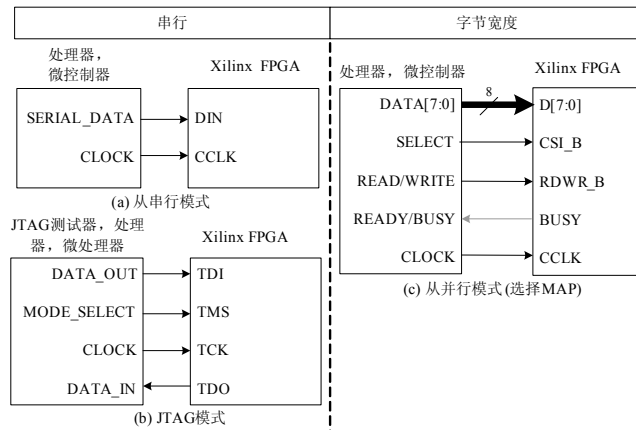 串行
字节宽度
处理器，
微控制器
Xilinx FPGA
SERIAL_DATA
DIN
CLOCK
CCLK
(a) 从串行模式
JTAG测试器，处理
器，微处理器
Xilinx FPGA
DATA_OUT
TDI
MODE_SELECT
TMS
CLOCK
TCK
DATA_IN
TDO
(b) JTAG模式
处理器，微控制器
Xilinx FPGA
8
DATA[7:0]
D[7:0]
SELECT
CSI_B
READ/WRITE
RDWR_B
READY/BUSY
BUSY
CLOCK
CCLK
(c) 从并行模式(选择MAP)